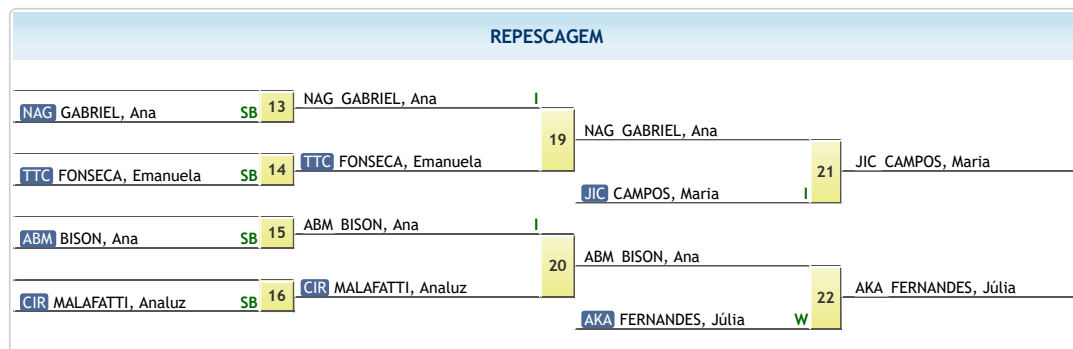 REPESCAGEM
NAG GABRIEL, Ana SB
13
NAG GABRIEL, Ana I
TTC FONSECA, Emanuela SB
14
TTC FONSECA, Emanuela
19
NAG GABRIEL, Ana
JIC CAMPOS, Maria I
21
JIC CAMPOS, Maria
ABM BISON, Ana SB
15
ABM BISON, Ana I
CIR MALAFATTI, Analuz SB
16
CIR MALAFATTI, Analuz
20
ABM BISON, Ana
AKA FERNANDES, Júlia W
22
AKA FERNANDES, Júlia